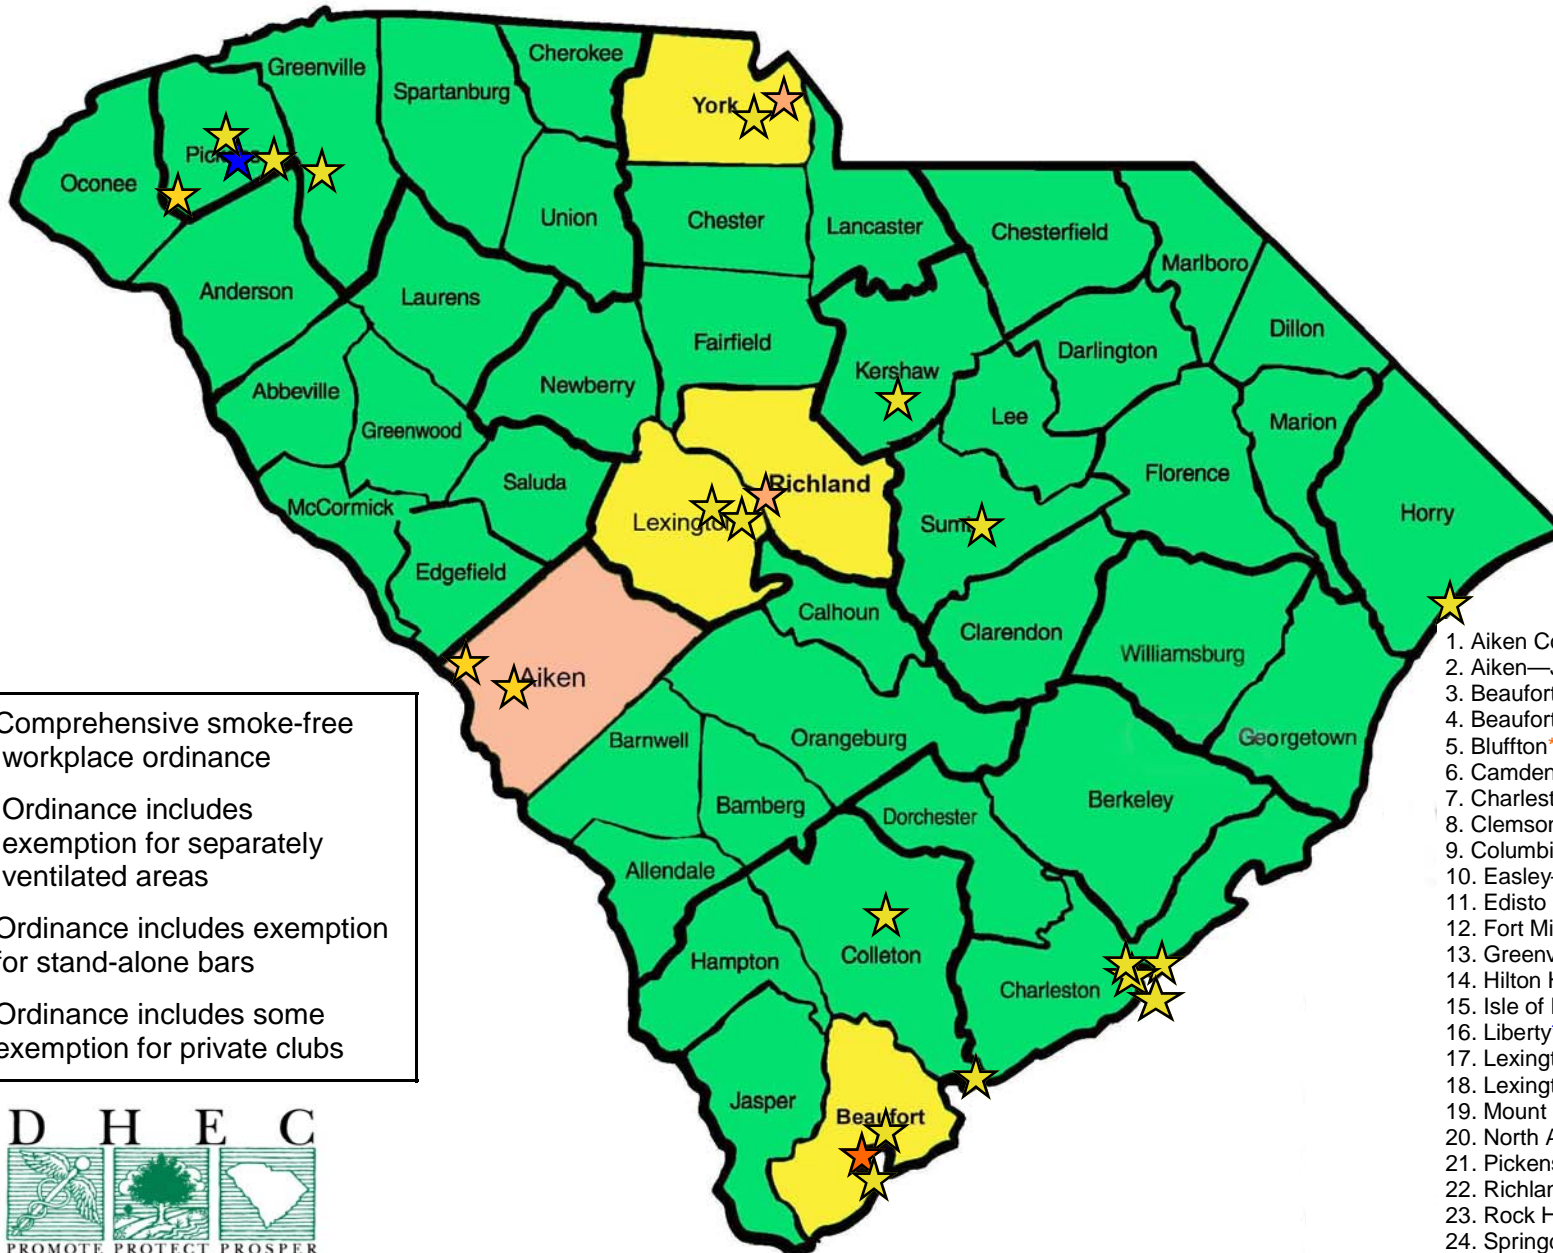 Cherokee
Greenville
Spartanburg
York
Pickens
Oconee
Union
Chester
Lancaster
Chesterfield
Marlboro
Anderson
Laurens
Dillon
Fairfield
Darlington
Kershaw
Abbeville
Newberry
Lee
Marion
Greenwood
Florence
Saluda
Richland
McCormick
Lexington
Sumter
Horry
Edgefield
Calhoun
Clarendon
Williamsburg
Aiken
Barnwell
Orangeburg
Georgetown
Bamberg
Dorchester
Berkeley
Allendale
Colleton
Hampton
Charleston
Jasper
Beaufort
Comprehensive smoke-free
workplace ordinance
Ordinance includes
exemption for separately
ventilated areas
Ordinance includes exemption
for stand-alone bars
Ordinance includes some
exemption for private clubs
D H E C
PROMOTE PROTECT PROSPER
1. Aiken Co
2. Aiken—
3. Beaufort
4. Beaufort
5. Bluffton*
6. Camden
7. Charlest
8. Clemson
9. Columbi
10. Easley
11. Edisto
12. Fort Mi
13. Greenv
14. Hilton H
15. Isle of
16. Liberty
17. Lexingt
18. Lexingt
19. Mount
20. North A
21. Pickens
22. Richlan
23. Rock H
24. Spring